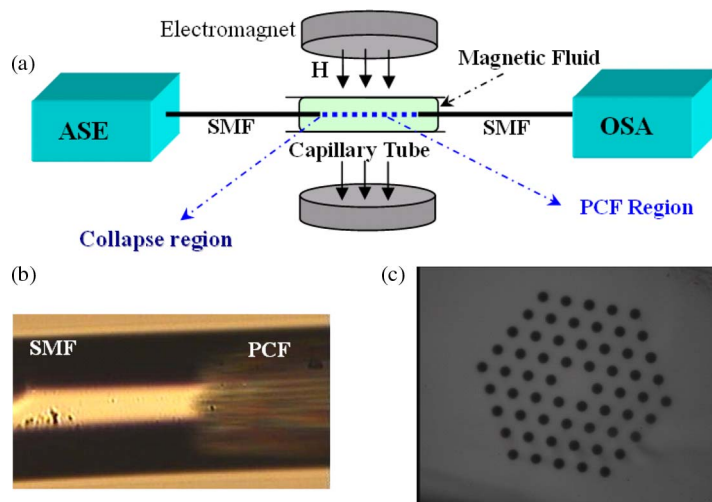 Electromagnet
(a)
H
Magnetic Fluid
ASE
SMF
SMF
OSA
Capillary Tube
PCF Region
Collapse region
(b)
(c)
SMF
PCF